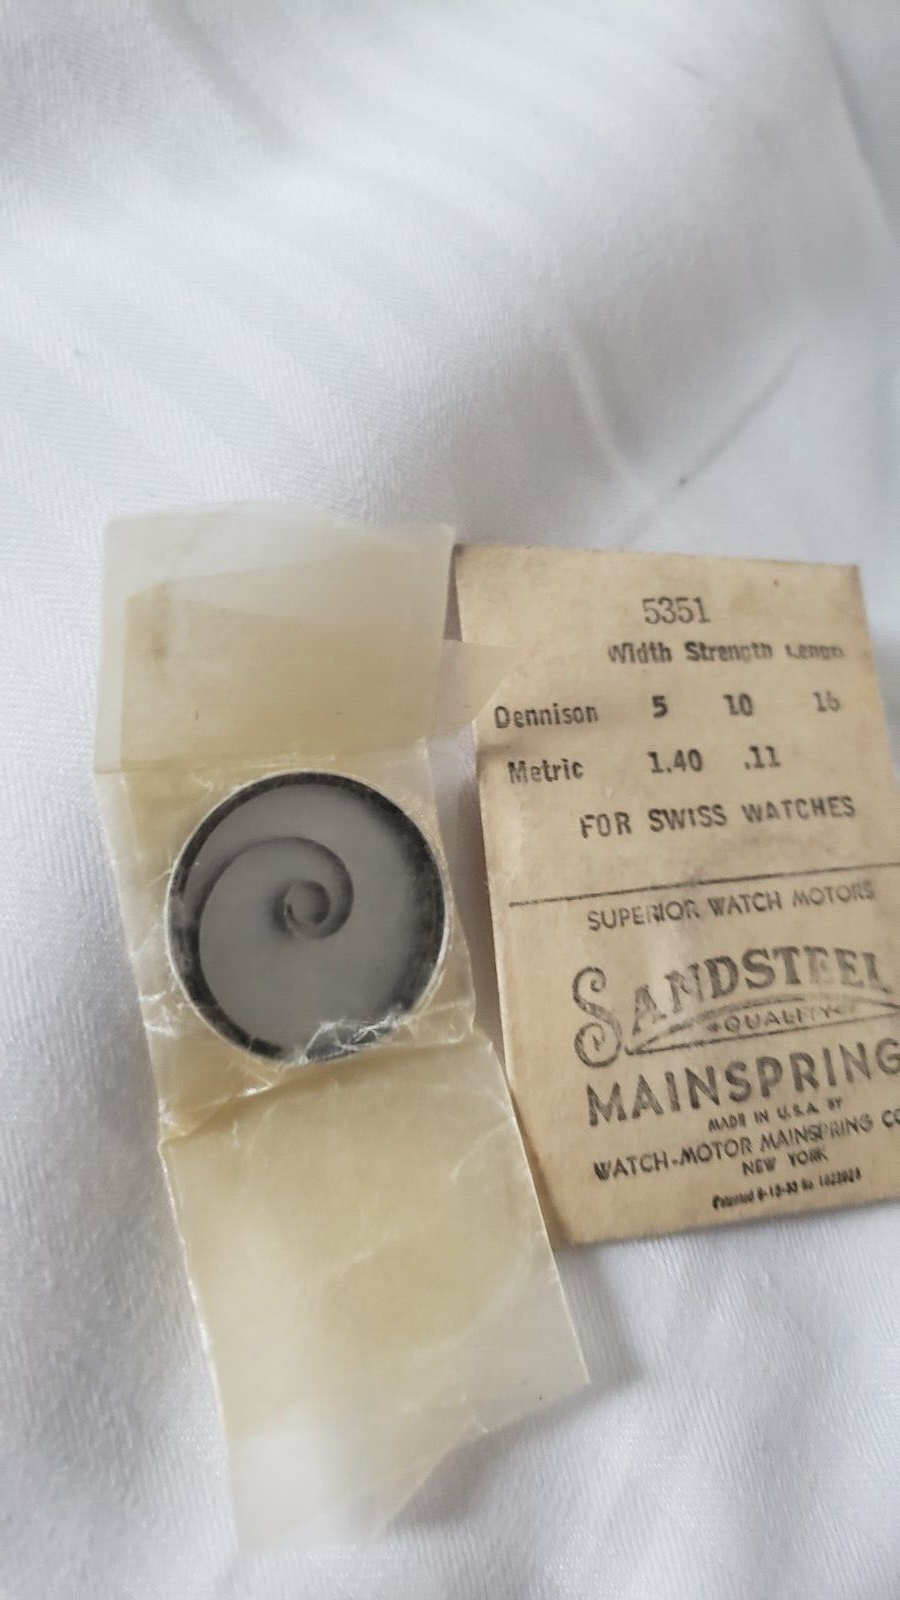 5351
Width Strength
Dennison 5 10 16
Metric 1.40 .11
FOR SWISS WATCHES
SUPERIOR WATCH MOTORS
SANDSTEEL
QUALITY
MAINSPRING
MADE IN U.S.A. BY
WATCH-MOTOR MAINSPRING CO
NEW YORK
Patented